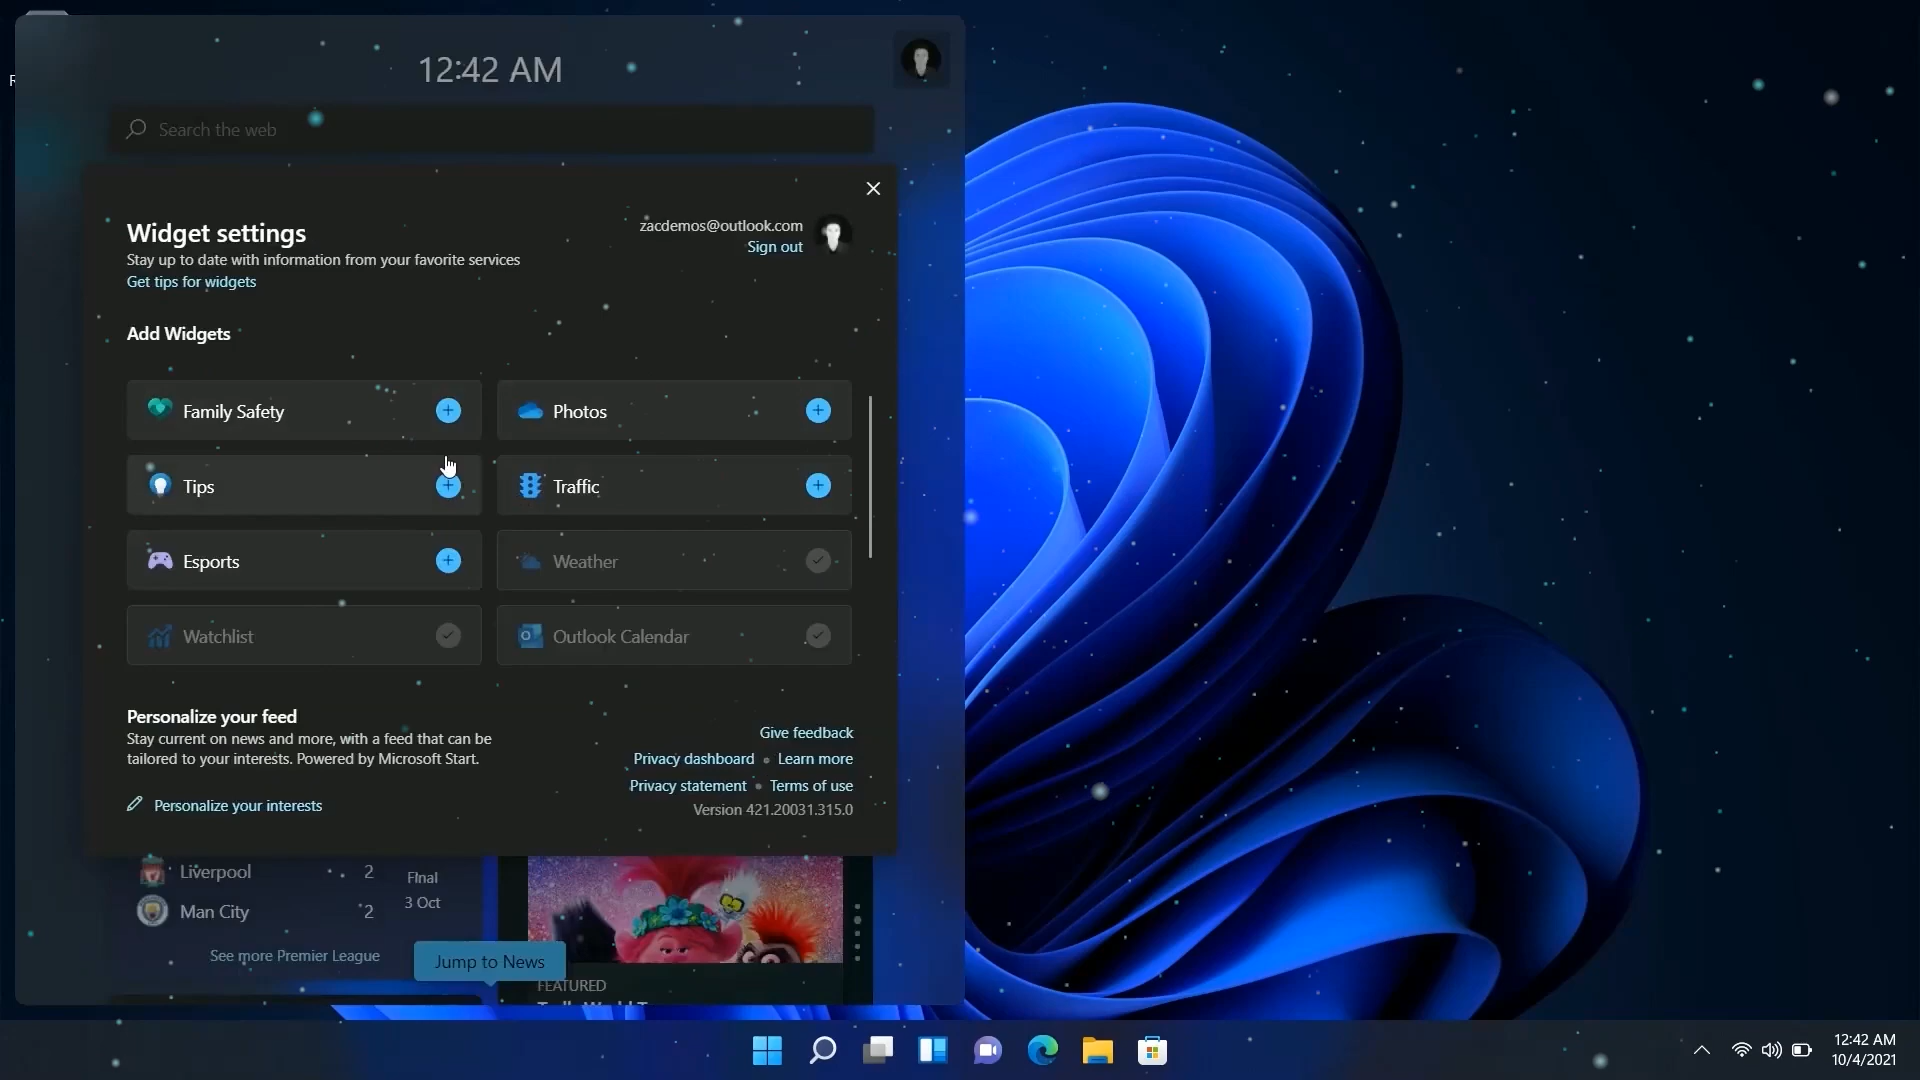 12:42 AM
R
Search the web
Widget settings
Stay up to date with information from your favorite services
Get tips for widgets
zacdemos@outlook.com
Sign out
Add Widgets
Family Safety
Photos
Tips
Traffic
Esports
Weather
Watchlist
Outlook Calendar
Personalize your feed
Stay current on news and more, with a feed that can be
tailored to your interests. Powered by Microsoft Start.
Personalize your interests
Give feedback
Privacy dashboard • Learn more
Privacy statement • Terms of use
Version 421.20031.315.0
Liverpool 2
Final
3 Oct
Man City 2
See more Premier League
Jump to News
FEATURED
12:42 AM
10/4/2021